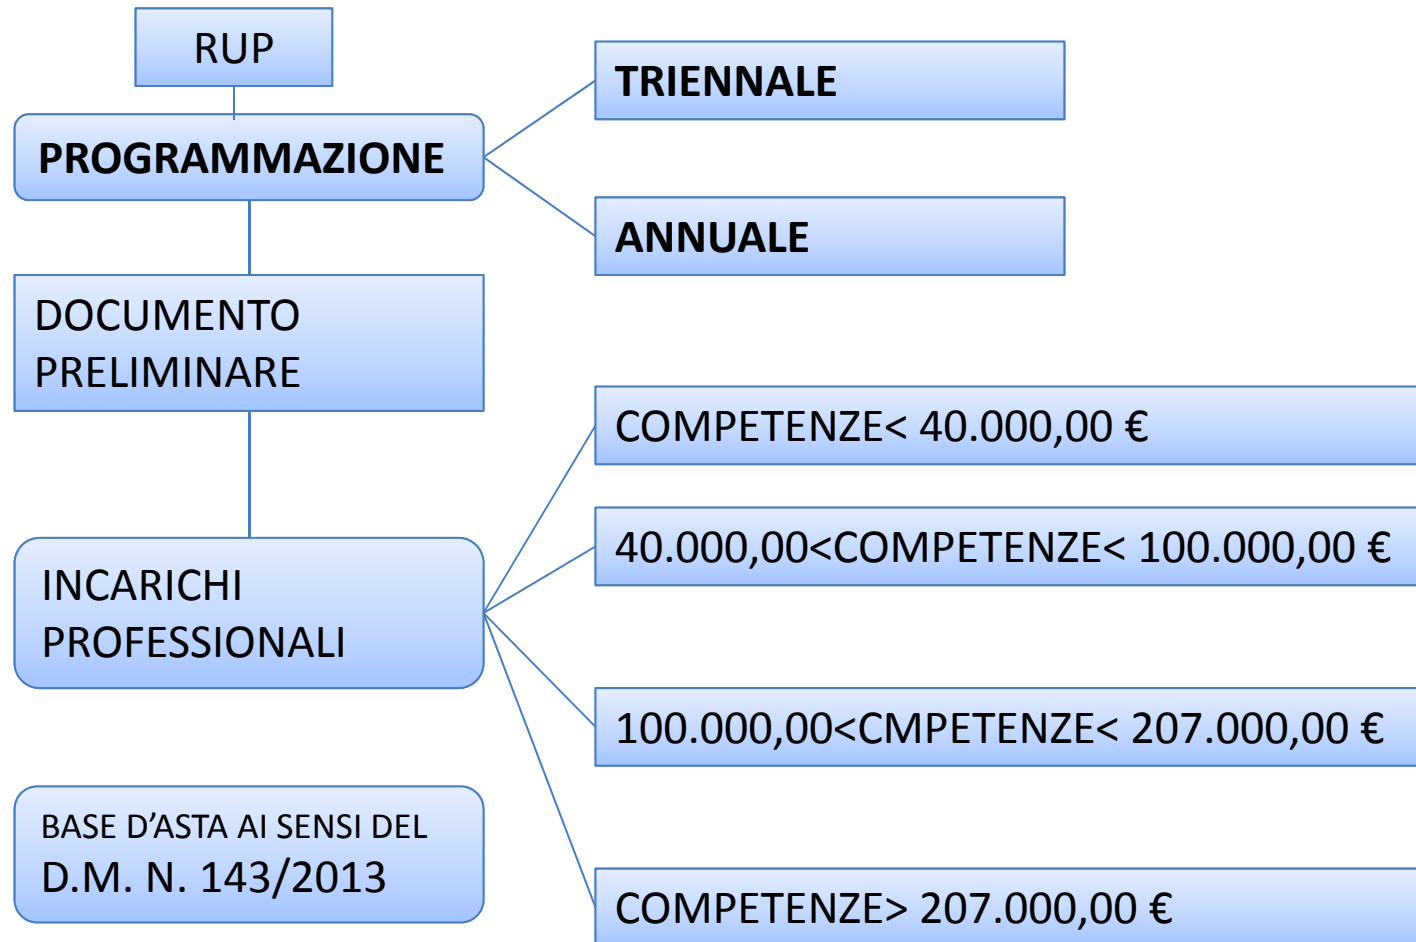 RUP
PROGRAMMAZIONE
TRIENNALE
ANNUALE
DOCUMENTO
PRELIMINARE
INCARICHI
PROFESSIONALI
COMPETENZE< 40.000,00 €
40.000,00<COMPETENZE< 100.000,00 €
100.000,00<CMPETENZE< 207.000,00 €
COMPETENZE> 207.000,00 €
BASE D’ASTA AI SENSI DEL
D.M. N. 143/2013